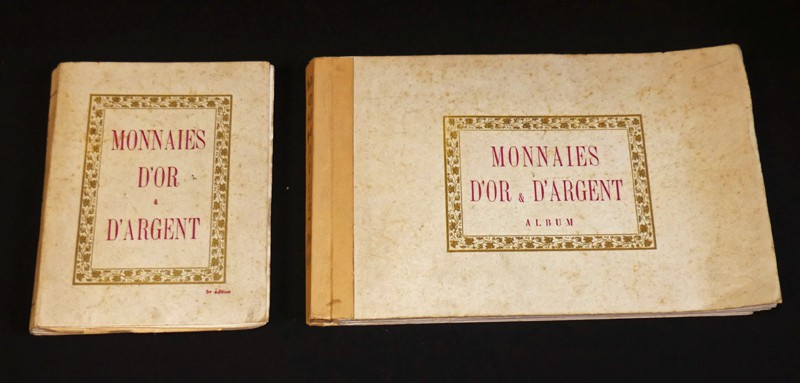 MONNAIES
D'OR
&
D'ARGENT
MONNAIES
D'OR & D'ARGENT
ALBUM